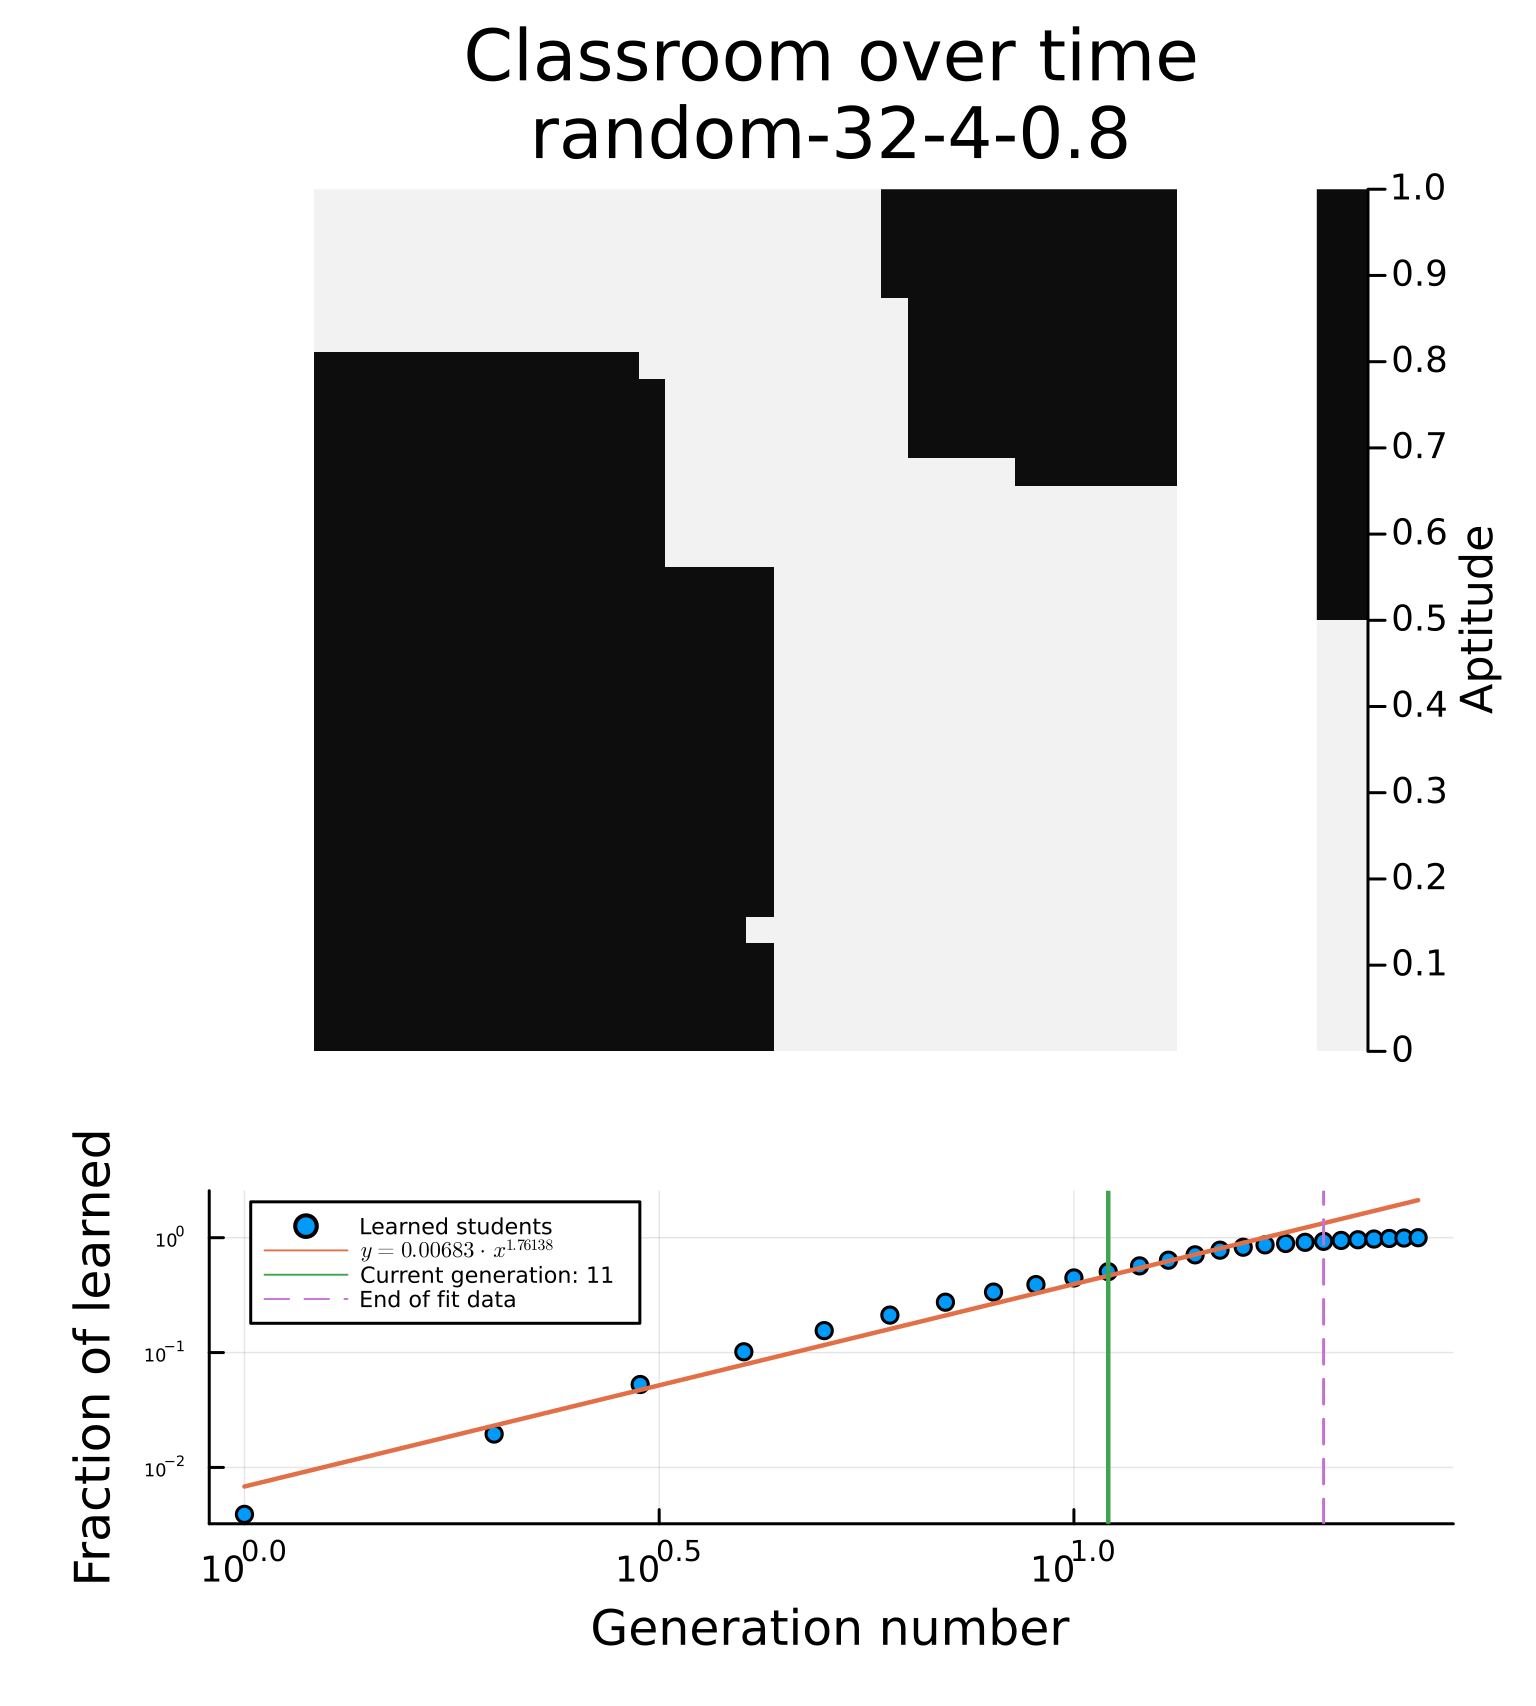 Classroom over time
random-32-4-0.8
1.0
0.9
0.8
0.7
0.6
0.5
0.4
0.3
0.2
0.1
0
Aptitude
Fraction of learned
10^0
10^−1
10^−2
Learned students
y = 0.00683 · x^1.76138
Current generation: 11
End of fit data
10^0.0 10^0.5 10^1.0
Generation number